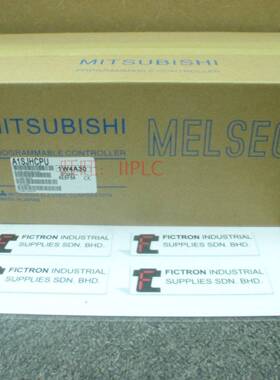 MITSUBISHI
PROGRAMMABLE CONTROLLER
MITSUBISHI
MELSEC
PROGRAMMABLE CONTROLLER
A1SJHCPU
1W4A30
IIPLC
FICTRON INDUSTRIAL
SUPPLIES SDN. BHD.
FICTRON INDUSTRIAL
SUPPLIES SDN. BHD.
FICTRON INDUSTRIAL
SUPPLIES SDN. BHD.
FICTRON INDUSTRIAL
SUPPLIES SDN. BHD.